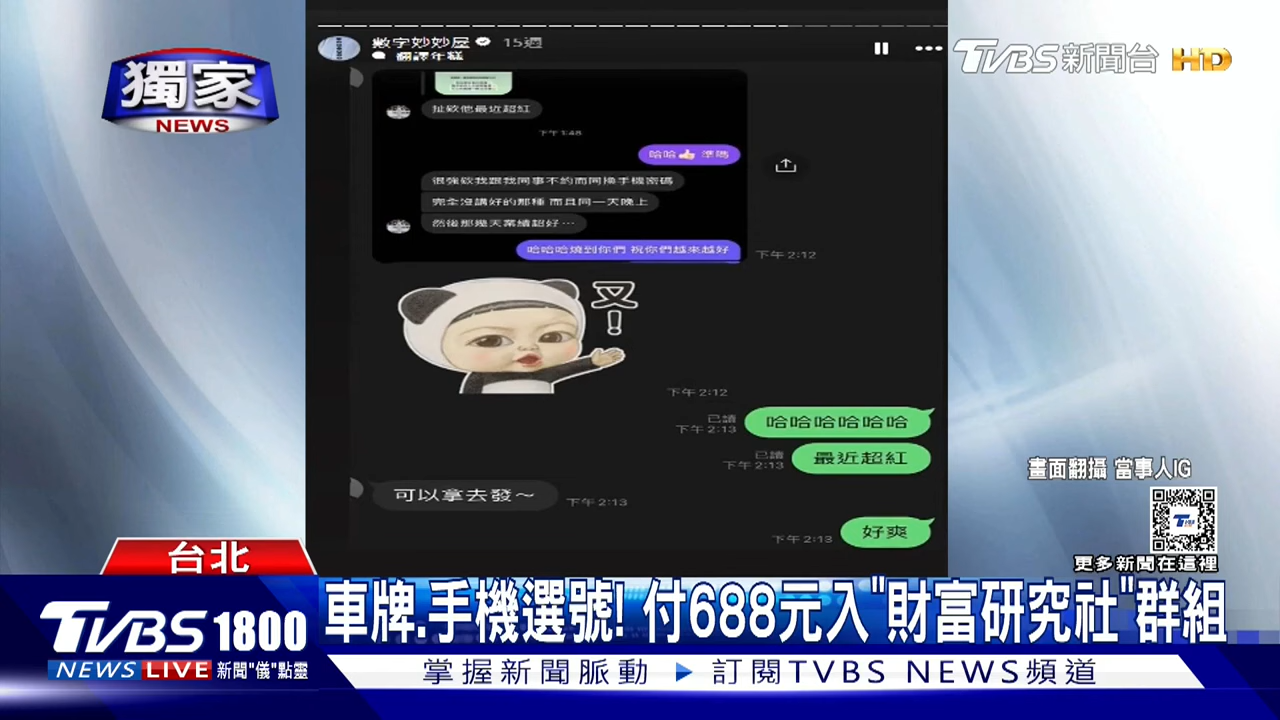 獨家
NEWS
TVBS新聞台 HD
數字妙妙屋 15週
翻譯年糕
扯欸他最近超紅
下午 1:48
哈哈👍 準嗎
很強欸我跟我同事不約而同換手機密碼
完全沒講好的那種 而且同一天晚上
然後那幾天業績超好⋯
哈哈哈燒到你們 祝你們越來越好
下午 2:12
又!
下午 2:12
已讀
下午 2:13
哈哈哈哈哈哈
已讀
下午 2:13
最近超紅
可以拿去發~
下午 2:13
下午 2:13
好爽
畫面翻攝 當事人IG
TVBS
更多新聞在這裡
台北
車牌.手機選號! 付688元入"財富研究社"群組
TVBS 1800
NEWS LIVE 新聞"儀"點靈
掌握新聞脈動 ▶ 訂閱TVBS NEWS頻道